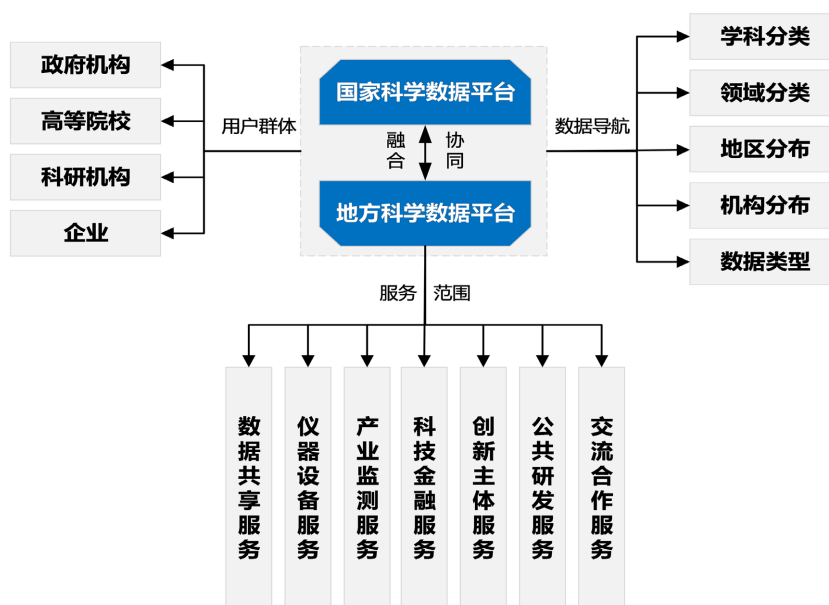 政府机构
高等院校
科研机构
企业
用户群体
国家科学数据平台
融合
协同
地方科学数据平台
数据导航
学科分类
领域分类
地区分布
机构分布
数据类型
服务 范围
数据共享服务
仪器设备服务
产业监测服务
科技金融服务
创新主体服务
公共研发服务
交流合作服务